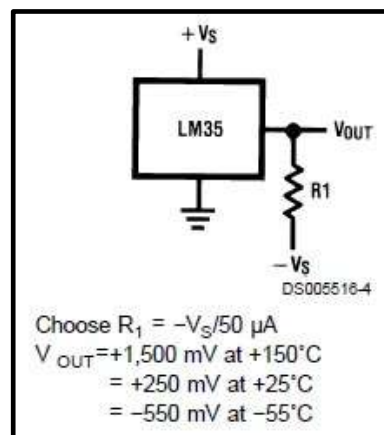 +VS
LM35
VOUT
R1
−VS
DS005516-4
Choose R1 = −VS/50 µA
V OUT=+1,500 mV at +150°C
= +250 mV at +25°C
= −550 mV at −55°C